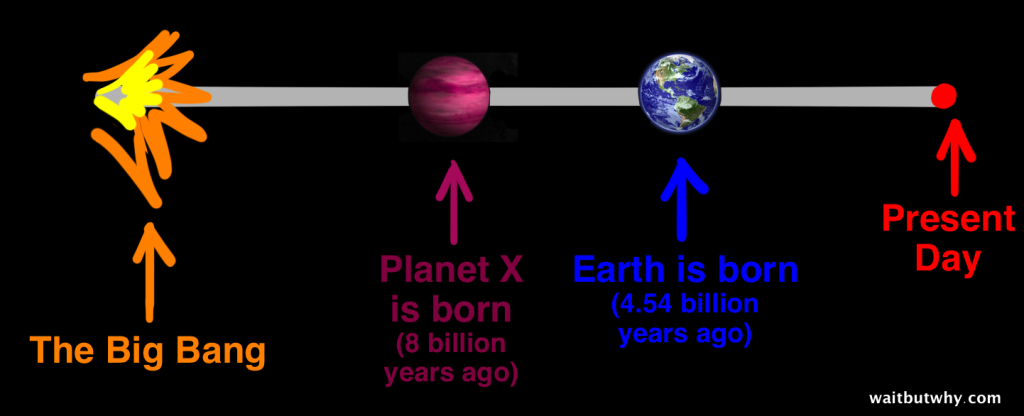 The Big Bang
Planet X
is born
(8 billion
years ago)
Earth is born
(4.54 billion
years ago)
Present
Day
waitbutwhy.com